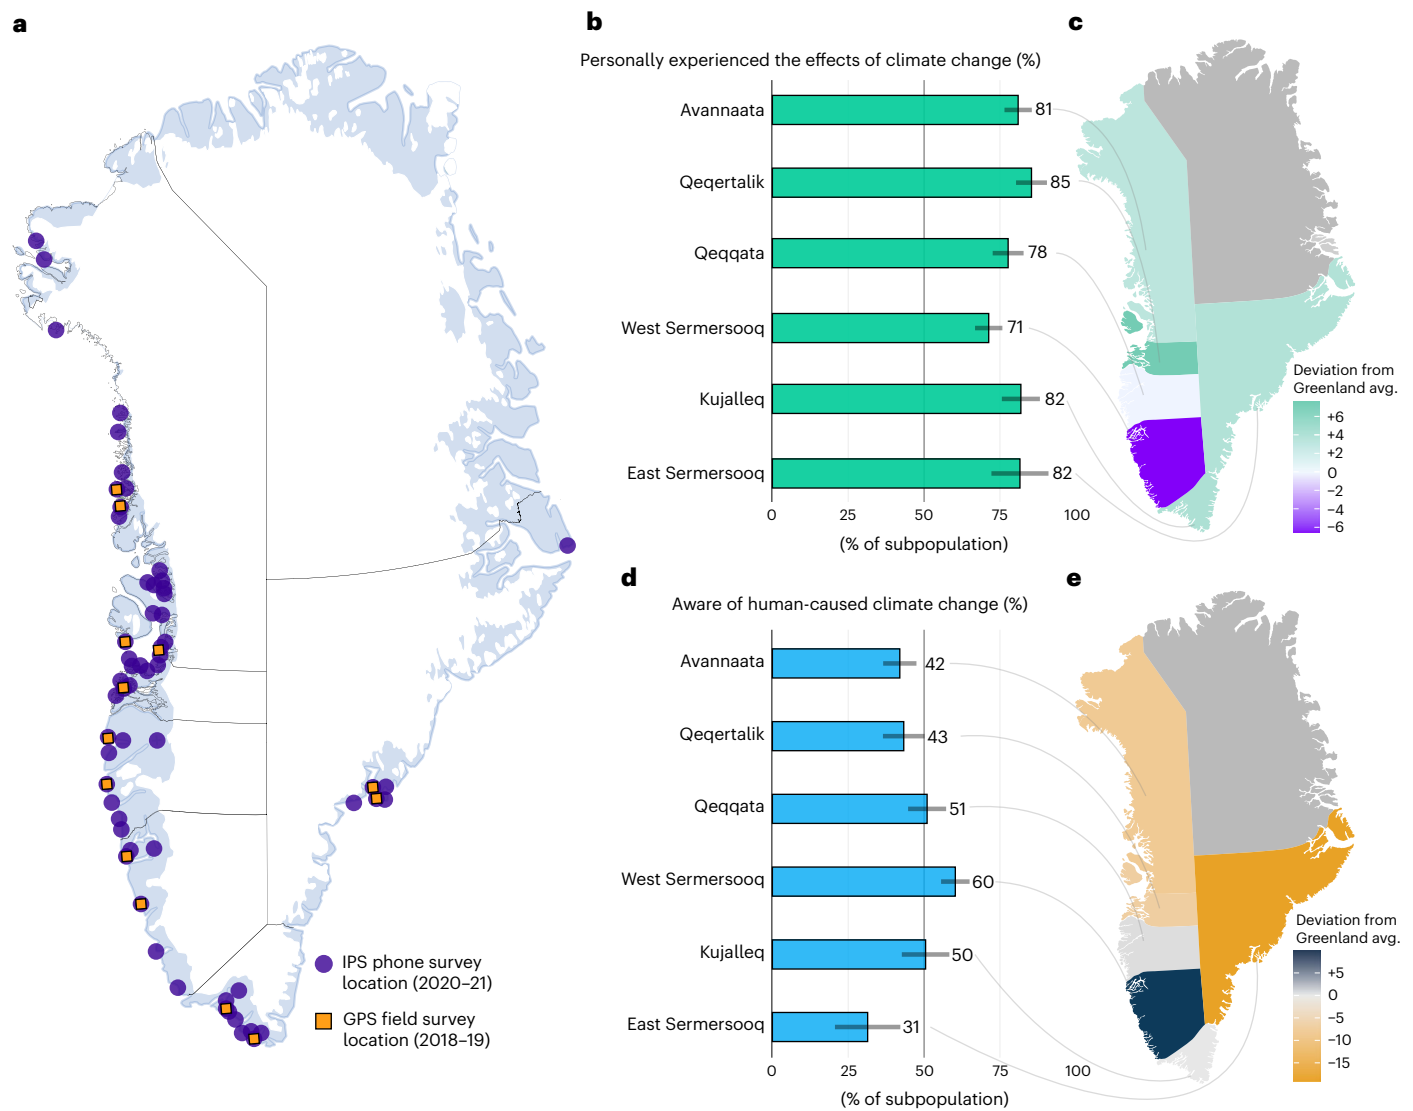 a
IPS phone survey
location (2020–21)
GPS field survey
location (2018–19)
b
Personally experienced the effects of climate change (%)
Avannaata
81
Qeqertalik
85
Qeqqata
78
West Sermersooq
71
Kujalleq
82
East Sermersooq
82
0 25 50 75 100
(% of subpopulation)
c
Deviation from
Greenland avg.
+6
+4
+2
0
−2
−4
−6
d
Aware of human-caused climate change (%)
Avannaata
42
Qeqertalik
43
Qeqqata
51
West Sermersooq
60
Kujalleq
50
East Sermersooq
31
0 25 50 75 100
(% of subpopulation)
e
Deviation from
Greenland avg.
+5
0
−5
−10
−15